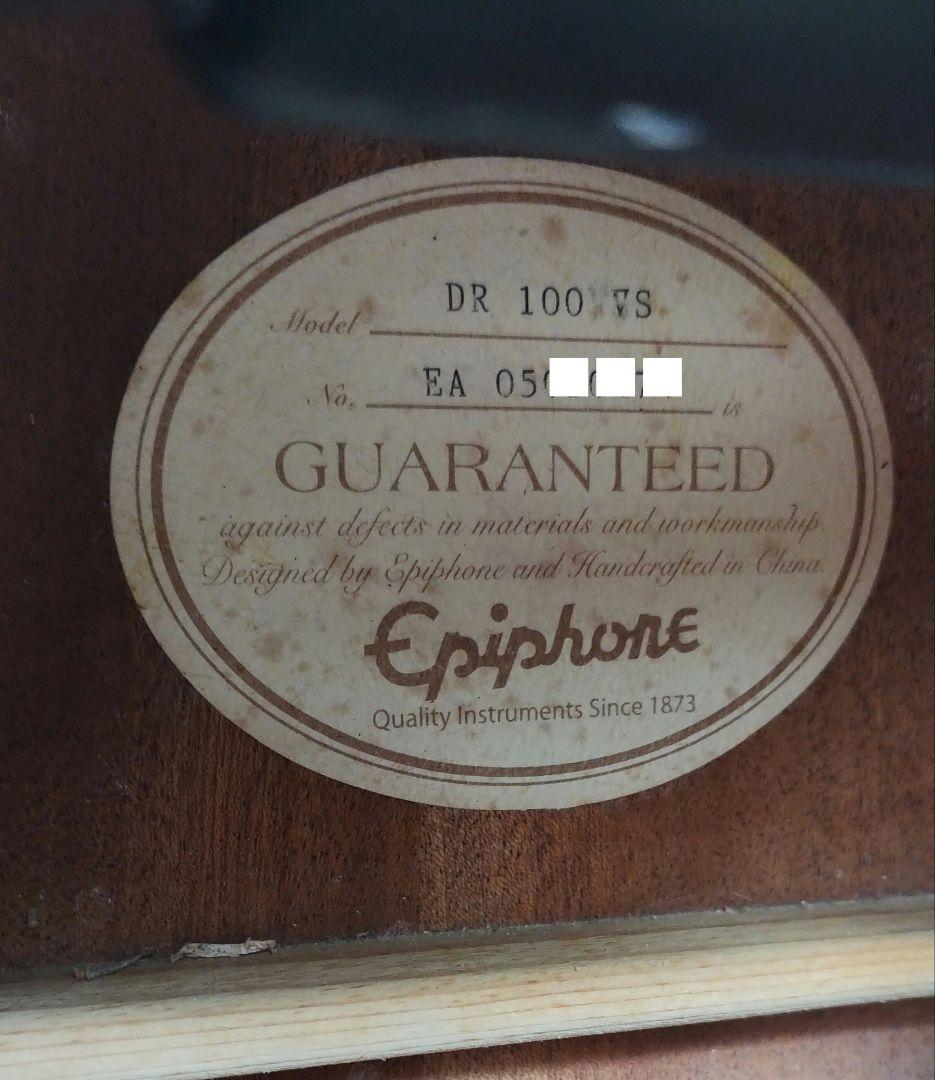 Model DR 100 VS
No. EA 05 is
GUARANTEED
against defects in materials and workmanship.
Designed by Epiphone and Handcrafted in China.
Epiphone
Quality Instruments Since 1873